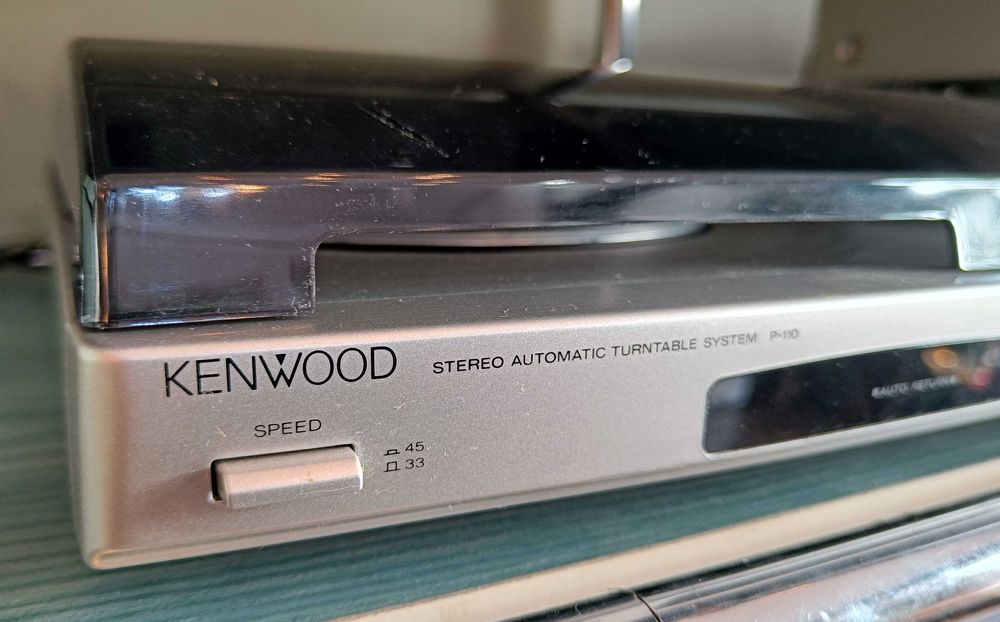 KENWOOD STEREO AUTOMATIC TURNTABLE SYSTEM P-110
SPEED
45
33
AUTO RETURN